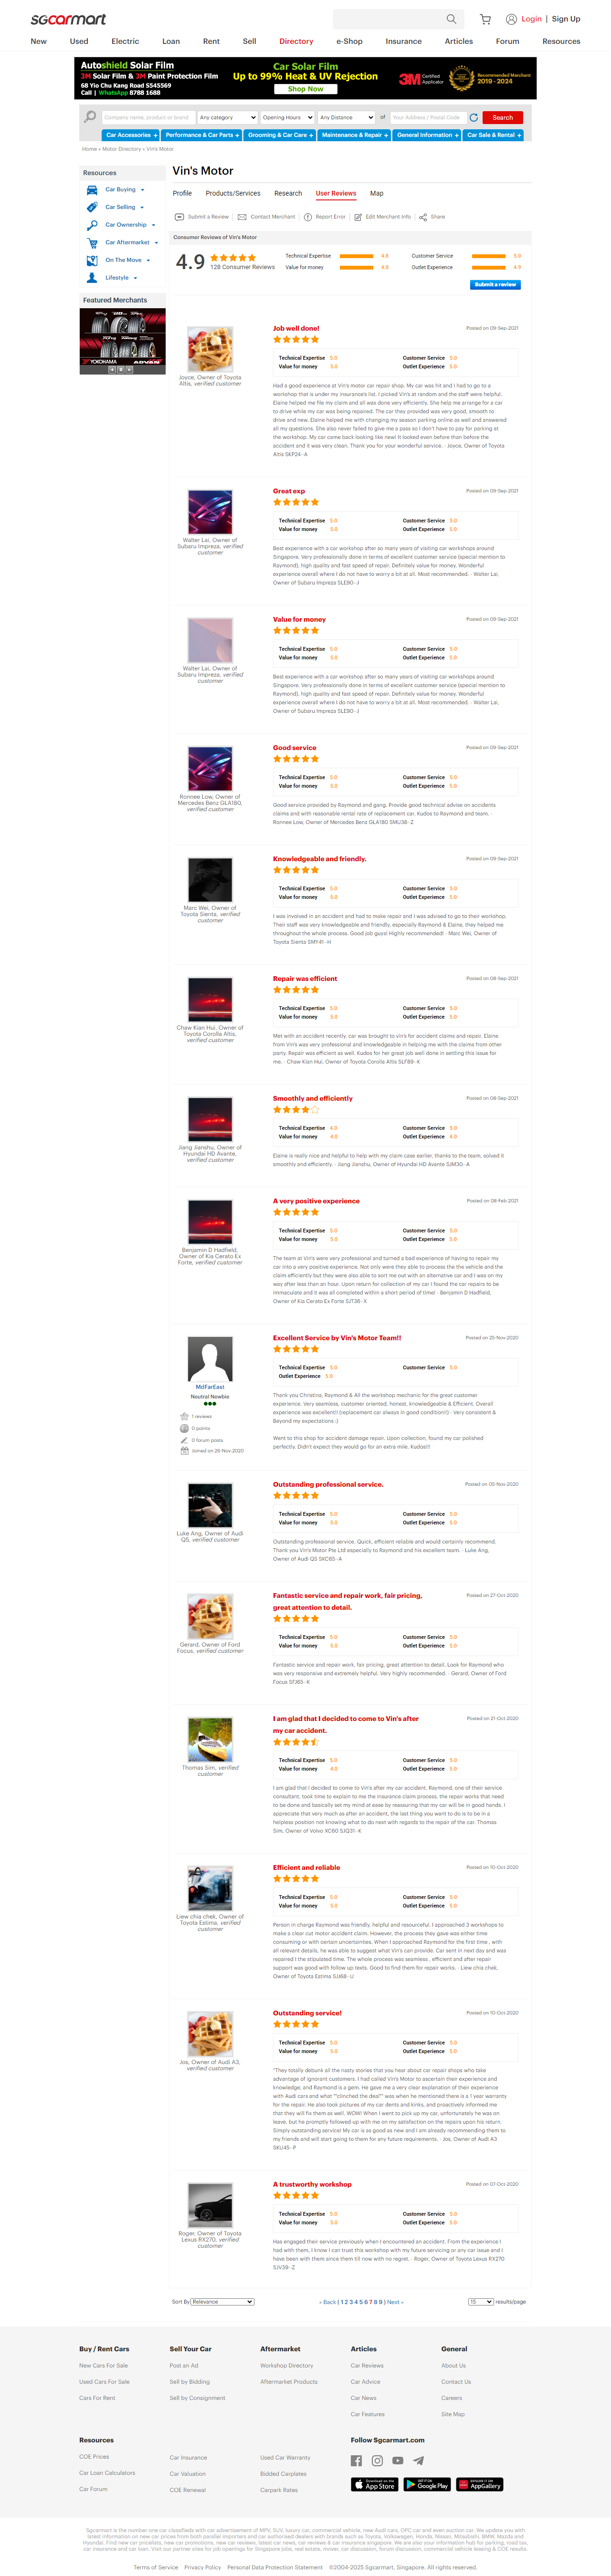 sgcarmart
Login | Sign Up
New Used Electric Loan Rent Sell Directory e-Shop Insurance Articles Forum Resources
Autoshield Solar Film
3M Solar Film & 3M Paint Protection Film
68 Yio Chu Kang Road S545569
Call | WhatsApp 8788 1688
Car Solar Film
Up to 99% Heat & UV Rejection
Shop Now
3M Certified Applicator
Recommended Merchant
2018 - 2024
Company name, product or brand Any category Opening Hours Any Distance of Your Address / Postal Code Search
Car Accessories + Performance & Car Parts + Grooming & Car Care + Maintenance & Repair + General Information + Car Sale & Rental +
Home » Motor Directory » Vin's Motor
Resources
Car Buying
Car Selling
Car Ownership
Car Aftermarket
On The Move
Lifestyle
Featured Merchants
YOKOHAMA ADVAN
Vin's Motor
Profile Products/Services Research User Reviews Map
Submit a Review Contact Merchant Report Error Edit Merchant Info Share
Consumer Reviews of Vin's Motor
4.9
128 Consumer Reviews
Technical Expertise 4.8 Customer Service 5.0
Value for money 4.8 Outlet Experience 4.9
Submit a review
Joyce, Owner of Toyota
Altis, verified customer
Job well done!
Posted on 09-Sep-2021
Technical Expertise 5.0 Customer Service 5.0
Value for money 5.0 Outlet Experience 5.0
Had a good experience at Vin's motor car repair shop. My car was hit and I had to go to a
workshop that is under my insurance's list. I picked Vin's at random and the staff were helpful.
Elaine helped me file my claim and all was done very efficiently. She help me arrange for a car
to drive while my car was being repaired. The car they provided was very good, smooth to
drive and new. Elaine helped me with changing my season parking online as well and answered
all my questions. She also never failed to give me a pass so I don't have to pay for parking at
the workshop. My car came back looking like new! It looked even before than before the
accident and it was very clean. Thank you for your wonderful service. - Joyce, Owner of Toyota
Altis SKP24-A
Walter Lai, Owner of
Subaru Impreza, verified
customer
Great exp
Posted on 09-Sep-2021
Technical Expertise 5.0 Customer Service 5.0
Value for money 5.0 Outlet Experience 5.0
Best experience with a car workshop after so many years of visiting car workshops around
Singapore. Very professionally done in terms of excellent customer service (special mention to
Raymond), high quality and fast speed of repair. Definitely value for money. Wonderful
experience overall where I do not have to worry a bit at all. Most recommended. - Walter Lai,
Owner of Subaru Impreza SLE90-J
Walter Lai, Owner of
Subaru Impreza, verified
customer
Value for money
Posted on 09-Sep-2021
Technical Expertise 5.0 Customer Service 5.0
Value for money 5.0 Outlet Experience 5.0
Best experience with a car workshop after so many years of visiting car workshops around
Singapore. Very professionally done in terms of excellent customer service (special mention to
Raymond), high quality and fast speed of repair. Definitely value for money. Wonderful
experience overall where I do not have to worry a bit at all. Most recommended. - Walter Lai,
Owner of Subaru Impreza SLE90-J
Ronnee Low, Owner of
Mercedes Benz GLA180,
verified customer
Good service
Posted on 09-Sep-2021
Technical Expertise 5.0 Customer Service 5.0
Value for money 5.0 Outlet Experience 5.0
Good service provided by Raymond and gang. Provide good technical advise on accidents
claims and with reasonable rental rate of replacement car. Kudos to Raymond and team. -
Ronnee Low, Owner of Mercedes Benz GLA180 SMU38-Z
Marc Wei, Owner of
Toyota Sienta, verified
customer
Knowledgeable and friendly.
Posted on 09-Sep-2021
Technical Expertise 5.0 Customer Service 5.0
Value for money 5.0 Outlet Experience 5.0
I was involved in an accident and had to make repair and I was advised to go to their workshop.
Their staff was very knowledgeable and friendly, especially Raymond & Elaine, they helped me
throughout the whole process. Good job guys! Highly recommended! - Marc Wei, Owner of
Toyota Sienta SMY41-H
Chaw Kian Hui, Owner of
Toyota Corolla Altis,
verified customer
Repair was efficient
Posted on 08-Sep-2021
Technical Expertise 5.0 Customer Service 5.0
Value for money 5.0 Outlet Experience 5.0
Met with an accident recently, car was brought to vin's for accident claims and repair. Elaine
from Vin's was very professional and knowledgeable in helping me with the claims from other
party. Repair was efficient as well. Kudos for her great job well done in settling this issue for
me. - Chaw Kian Hui, Owner of Toyota Corolla Altis SLF89-K
Jiang Jianshu, Owner of
Hyundai HD Avante,
verified customer
Smoothly and efficiently
Posted on 08-Sep-2021
Technical Expertise 4.0 Customer Service 5.0
Value for money 4.0 Outlet Experience 4.0
Elaine is really nice and helpful to help with my claim case earlier, thanks to the team, solved it
smoothly and efficiently. - Jiang Jianshu, Owner of Hyundai HD Avante SJM30-A
Benjamin D Hadfield,
Owner of Kia Cerato Ex
Forte, verified customer
A very positive experience
Posted on 08-Feb-2021
Technical Expertise 5.0 Customer Service 5.0
Value for money 5.0 Outlet Experience 5.0
The team at Vin's were very professional and turned a bad experience of having to repair my
car into a very positive experience. Not only were they able to process the the vehicle and the
claim efficiently but they were also able to sort me out with an alternative car and I was on my
way after less than an hour. Upon return for collection of my car I found the car repairs to be
immaculate and it was all completed within a short period of time! - Benjamin D Hadfield,
Owner of Kia Cerato Ex Forte SJT36-X
MdFarEast
Neutral Newbie
1 reviews
0 points
0 forum posts
Joined on 26-Nov-2020
Excellent Service by Vin's Motor Team!!
Posted on 25-Nov-2020
Technical Expertise 5.0 Customer Service 5.0
Outlet Experience 5.0
Thank you Christina, Raymond & All the workshop mechanic for the great customer
experience. Very seamless, customer oriented, honest, knowledgeable & Efficient. Overall
experience was excellent! (replacement car always in good condition!) - Very consistent &
Beyond my expectations :)
Went to this shop for accident damage repair. Upon collection, found my car polished
perfectly. Didn't expect they would go for an extra mile. Kudos!!!
Luke Ang, Owner of Audi
Q5, verified customer
Outstanding professional service.
Posted on 05-Nov-2020
Technical Expertise 5.0 Customer Service 5.0
Value for money 5.0 Outlet Experience 5.0
Outstanding professional service. Quick, efficient reliable and would certainly recommend.
Thank you Vin's Motor Pte Ltd especially to Raymond and his excellent team. - Luke Ang,
Owner of Audi Q5 SKC65-A
Gerard, Owner of Ford
Focus, verified customer
Fantastic service and repair work, fair pricing,
great attention to detail.
Posted on 27-Oct-2020
Technical Expertise 5.0 Customer Service 5.0
Value for money 5.0 Outlet Experience 5.0
Fantastic service and repair work, fair pricing, great attention to detail. Look for Raymond who
was very responsive and extremely helpful. Very highly recommended. - Gerard, Owner of Ford
Focus SFJ65-K
Thomas Sim, verified
customer
I am glad that I decided to come to Vin's after
my car accident.
Posted on 21-Oct-2020
Technical Expertise 5.0 Customer Service 5.0
Value for money 4.0 Outlet Experience 5.0
I am glad that I decided to come to Vin's after my car accident. Raymond, one of their service
consultant, took time to explain to me the insurance claim process, the repair works that need
to be done and basically set my mind at ease by reassuring that my car will be in good hands. I
appreciate that very much as after an accident, the last thing you want to do is to be in a
helpless position not knowing what to do next with regards to the repair of the car. Thomas
Sim, Owner of Volvo XC60 SJQ31-K
Liew chia chek, Owner of
Toyota Estima, verified
customer
Efficient and reliable
Posted on 10-Oct-2020
Technical Expertise 5.0 Customer Service 5.0
Value for money 5.0 Outlet Experience 5.0
Person in charge Raymond was friendly, helpful and resourceful. I approached 3 workshops to
make a clear cut motor accident claim. However, the process they gave was either time
consuming or with certain uncertainties. When I approached Raymond for the first time , with
all relevant details, he was able to suggest what Vin's can provide. Car sent in next day and was
repaired t the stipulated time. The whole process was seamless , efficient and after repair
support was good with follow up texts. Good to find them for repair works. - Liew chia chek,
Owner of Toyota Estima SJJ68-U
Jos, Owner of Audi A3,
verified customer
Outstanding service!
Posted on 10-Oct-2020
Technical Expertise 5.0 Customer Service 5.0
Value for money 5.0 Outlet Experience 5.0
"They totally debunk all the nasty stories that you hear about car repair shops who take
advantage of ignorant customers. I had called Vin's Motor to ascertain their experience and
knowledge, and Raymond is a gem. He gave me a very clear explanation of their experience
with Audi cars and what ""clinched the deal"" was when he mentioned there is a 1 year warranty
for the repair. He also took pictures of my car dents and kinks, and proactively informed me
that they will fix them as well, WOW! When I went to pick up my car, unfortunately he was on
leave, but he promptly followed up with me on my satisfaction on the repairs upon his return.
Simply outstanding service! My car is as good as new and I am already recommending them to
my friends and will start going to them for any future requirements. - Jos, Owner of Audi A3
SKU45-P
Roger, Owner of Toyota
Lexus RX270, verified
customer
A trustworthy workshop
Posted on 07-Oct-2020
Technical Expertise 5.0 Customer Service 5.0
Value for money 5.0 Outlet Experience 5.0
Has engaged their service previously when I encountered an accident. From the experience I
had with them, I know I can trust this workshop with my future servicing or any car issue and I
have been with them since them till now with no regret. - Roger, Owner of Toyota Lexus RX270
SJV39-Z
Sort By Relevance « Back | 1 2 3 4 5 6 7 8 9 | Next » 15 results/page
Buy / Rent Cars Sell Your Car Aftermarket Articles General
New Cars For Sale Post an Ad Workshop Directory Car Reviews About Us
Used Cars For Sale Sell by Bidding Aftermarket Products Car Advice Contact Us
Cars For Rent Sell by Consignment Car News Careers
Car Features Site Map
Resources Follow Sgcarmart.com
COE Prices Car Insurance Used Car Warranty
Car Loan Calculators Car Valuation Bidded Carplates
Car Forum COE Renewal Carpark Rates
Download on the App Store GET IT ON Google Play EXPLORE IT ON AppGallery
Sgcarmart is the number one car classifieds with car advertisement of MPV, SUV, luxury car, commercial vehicle, new Audi cars, OPC car and even auction car. We update you with
latest information on new car prices from both parallel importers and car authorised dealers with brands such as Toyota, Volkswagen, Honda, Nissan, Mitsubishi, BMW, Mazda and
Hyundai. Find new car pricelists, new car promotions, new car reviews, latest car news, car reviews & car insurance singapore. We are also your information hub for parking, road tax,
car insurance and car loan. Visit our partner sites for job openings for Singapore jobs, real estate, mover, car discussion, forum discussion, commercial vehicle leasing & COE results.
Terms of Service Privacy Policy Personal Data Protection Statement ©2004-2025 Sgcarmart, Singapore. All rights reserved.